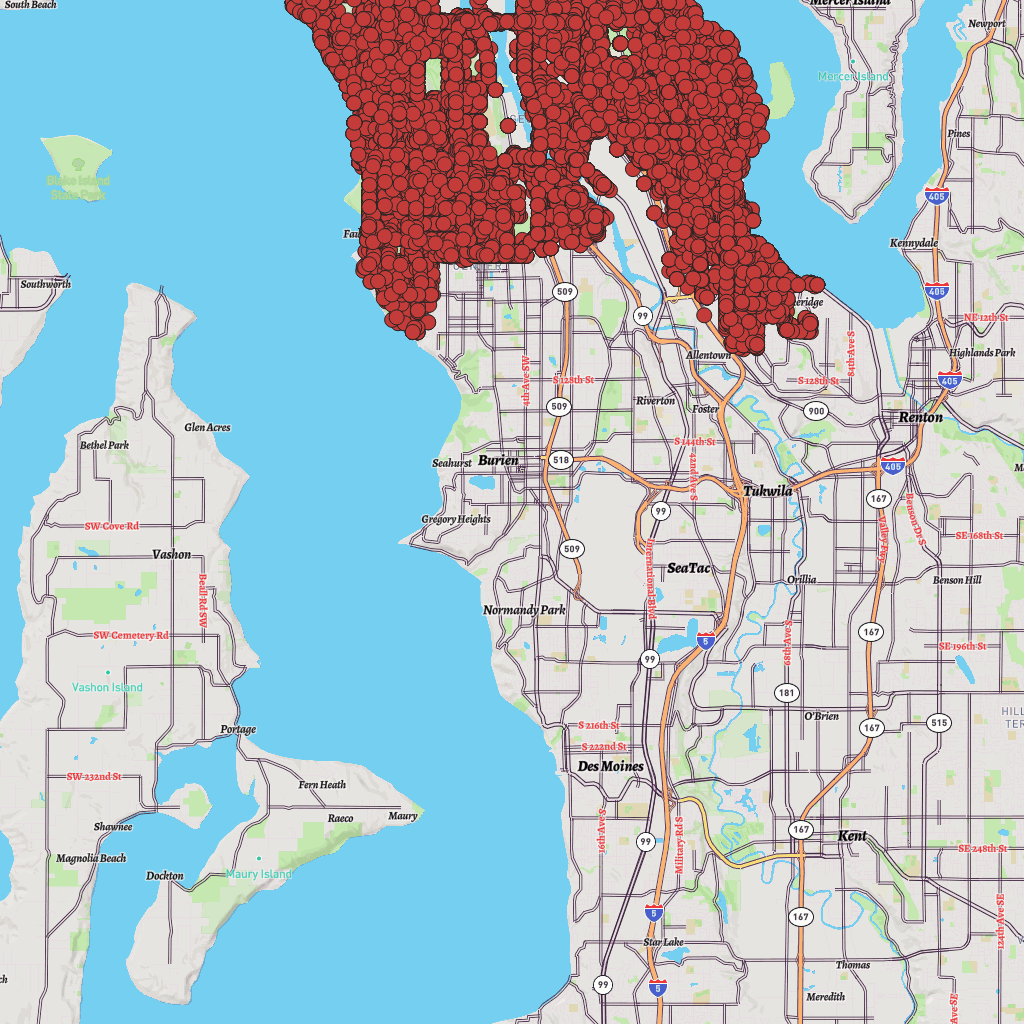 South Beach
Mercer Island
Newport
Mercer Island
Pines
Blake Island
State Park
405
Kennydale
Southworth
405
509
99
NE 12th St
Allentown
Highlands Park
84th Ave S
4th Ave SW
S 128th St
S 128th St
405
509
Riverton
Foster
900
Renton
Glen Acres
Bethel Park
S 144th St
Seahurst
Burien
518
405
42nd Ave S
Tukwila
167
99
Gregory Heights
SW Cove Rd
Benson Dr S
SE 168th St
Vashon
509
SeaTac
International Blvd
Orillia
Benson Hill
Beall Rd SW
Normandy Park
SW Cemetery Rd
5
68th Ave S
167
SE 196th St
99
Vashon Island
181
O'Brien
515
167
Portage
S 216th St
S 222nd St
Des Moines
SW 232nd St
Fern Heath
Raeco
Maury
Shawnee
16th Ave S
Military Rd S
99
167
Kent
SE 248th St
Magnolia Beach
Dockton
Maury Island
5
167
124th Ave SE
Star Lake
Thomas
99
5
Meredith